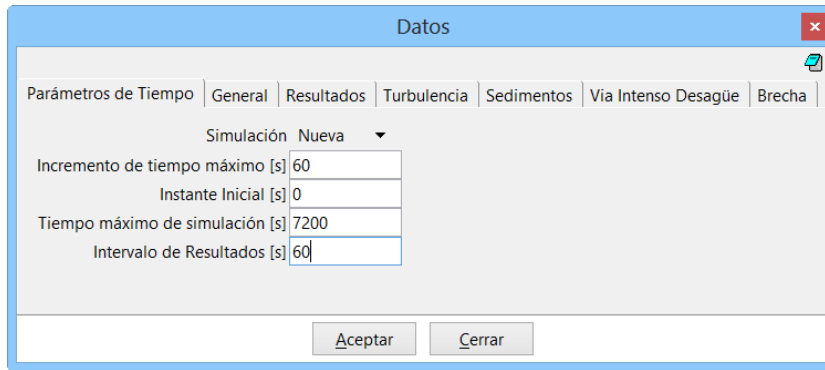 Datos
Parámetros de Tiempo General Resultados Turbulencia Sedimentos Via Intenso Desagüe Brecha
Simulación Nueva
Incremento de tiempo máximo [s] 60
Instante Inicial [s] 0
Tiempo máximo de simulación [s] 7200
Intervalo de Resultados [s] 60
Aceptar Cerrar